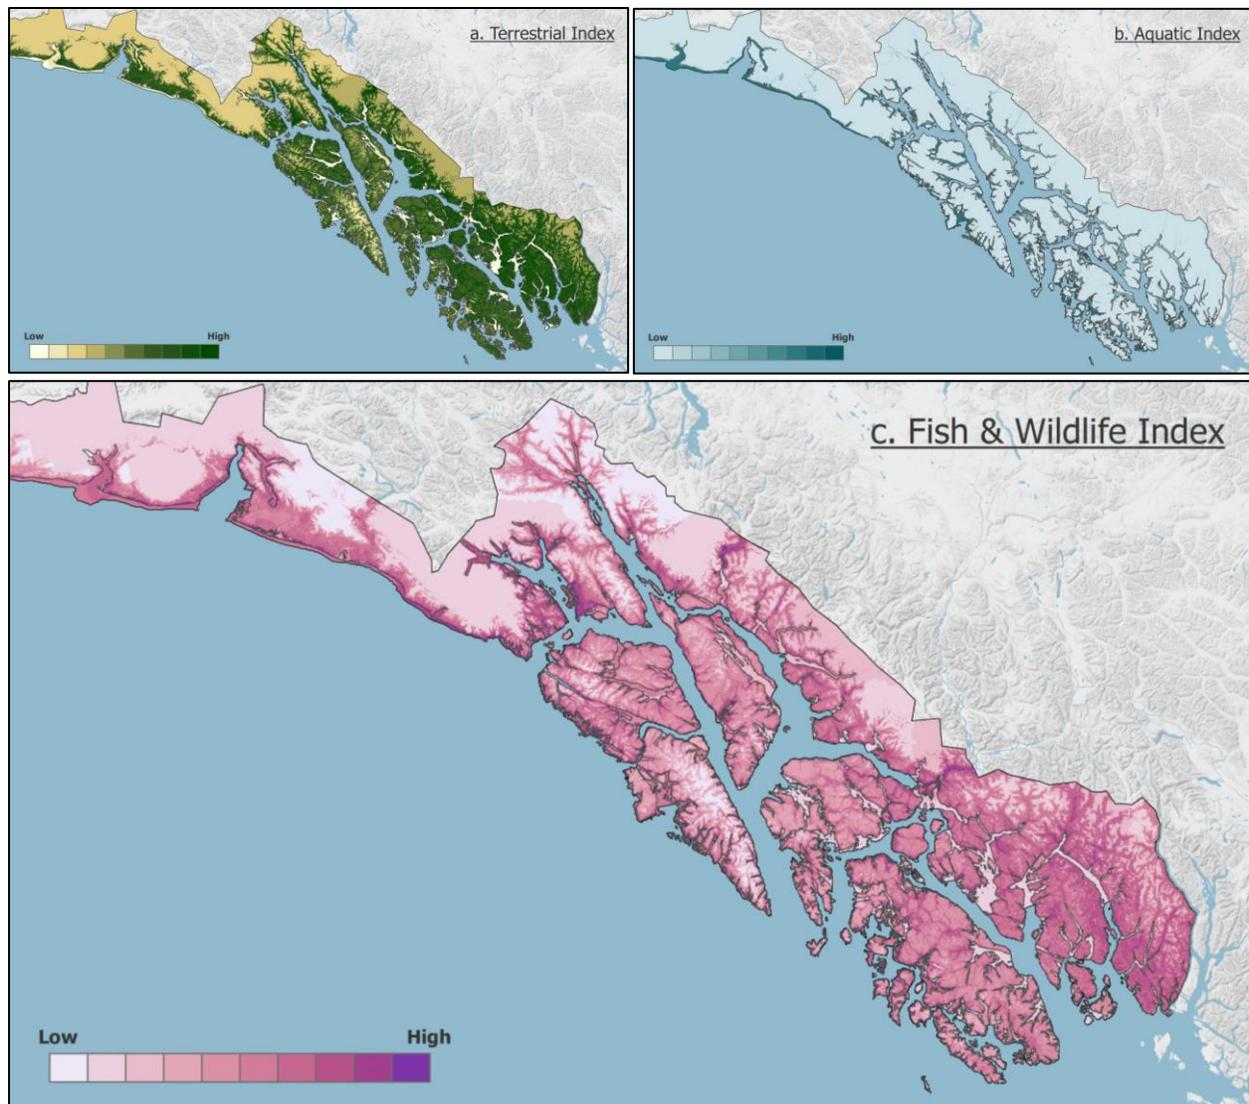 a. Terrestrial Index
Low High
b. Aquatic Index
Low High
c. Fish & Wildlife Index
Low High